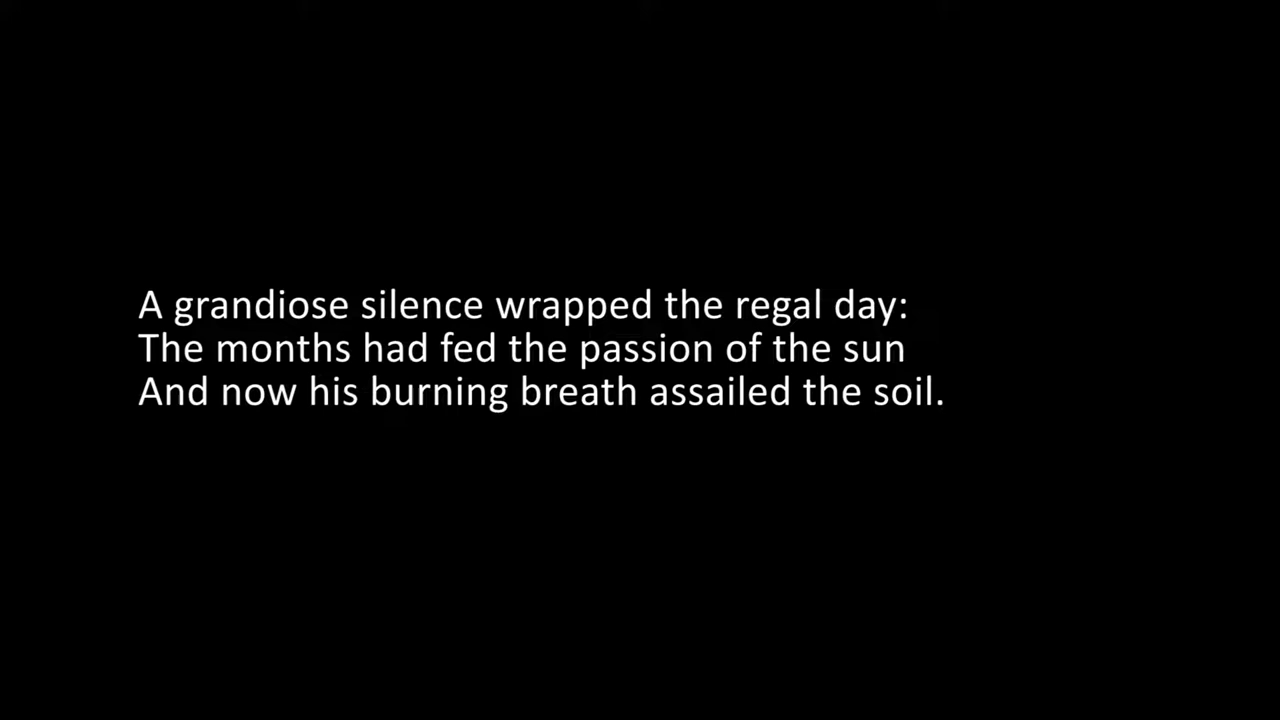 A grandiose silence wrapped the regal day:
The months had fed the passion of the sun
And now his burning breath assailed the soil.